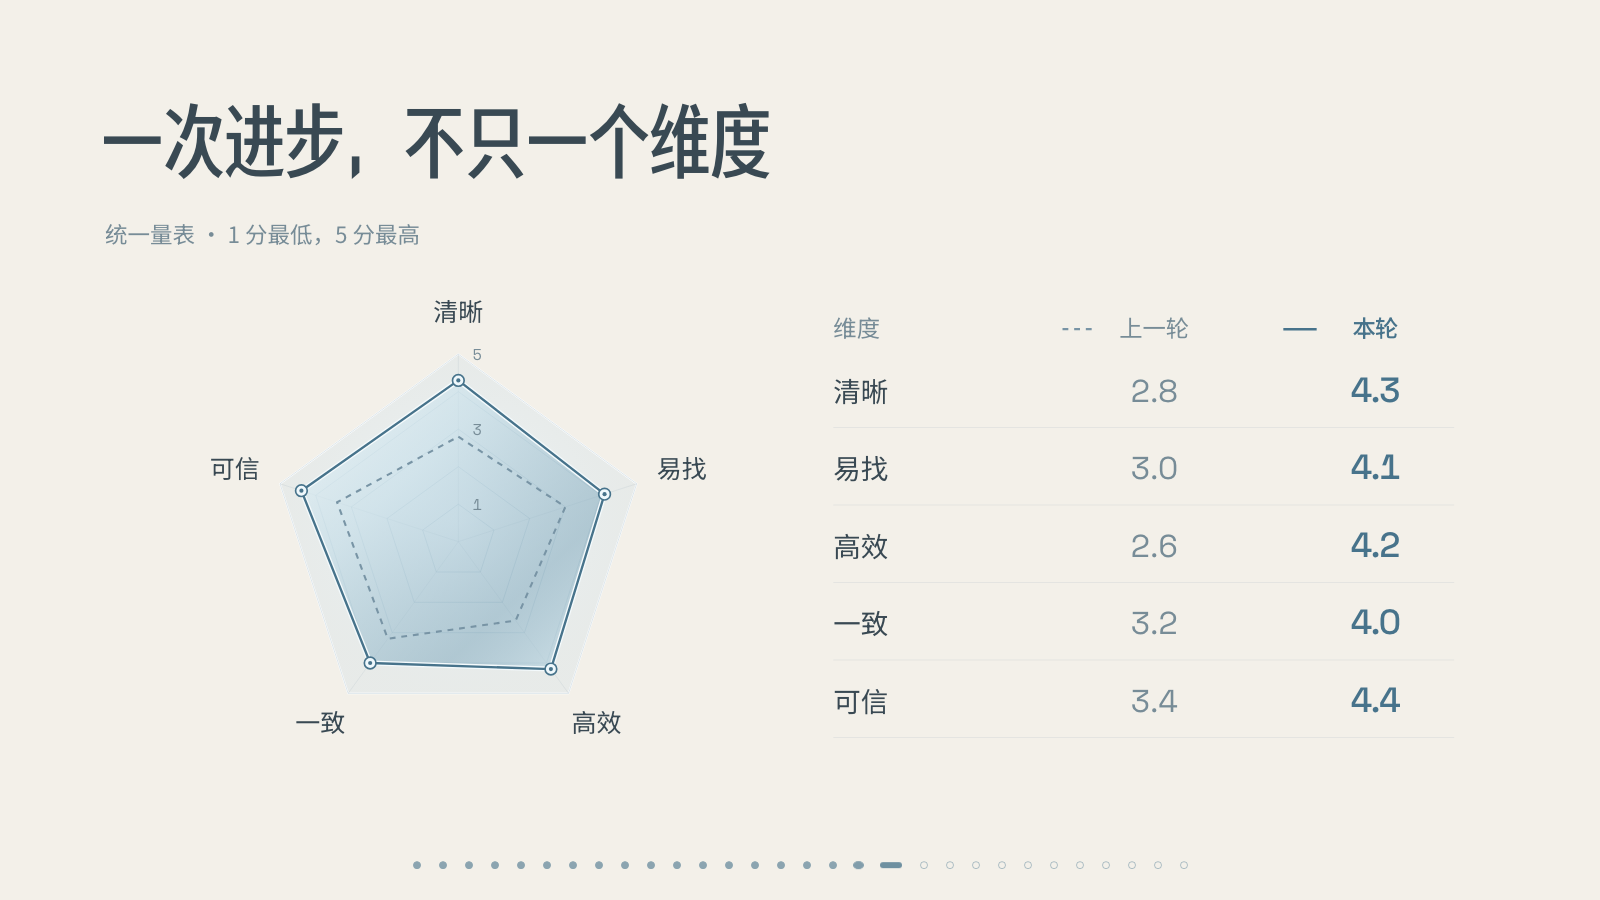 一次进步，不只一个维度
统一量表 · 1 分最低，5 分最高
清晰
5
3
1
可信
易找
一致
高效
维度 上一轮 本轮
清晰 2.8 4.3
易找 3.0 4.1
高效 2.6 4.2
一致 3.2 4.0
可信 3.4 4.4